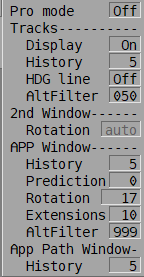 Pro mode Off
Tracks-----------
Display On
History 5
HDG line Off
AltFilter 050
2nd Window-------
Rotation auto
APP Window-------
History 5
Prediction 0
Rotation 17
Extensions 10
AltFilter 999
App Path Window-
History 5